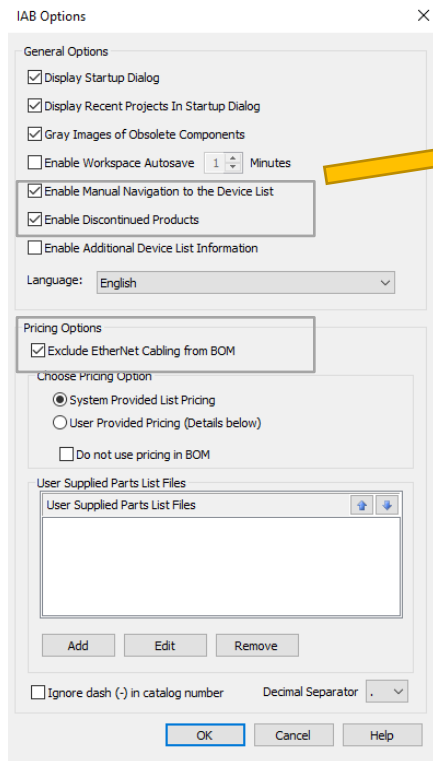 IAB Options
General Options
Display Startup Dialog
Display Recent Projects In Startup Dialog
Gray Images of Obsolete Components
Enable Workspace Autosave 1 Minutes
Enable Manual Navigation to the Device List
Enable Discontinued Products
Enable Additional Device List Information
Language: English
Pricing Options
Exclude EtherNet Cabling from BOM
Choose Pricing Option
System Provided List Pricing
User Provided Pricing (Details below)
Do not use pricing in BOM
User Supplied Parts List Files
User Supplied Parts List Files
Add Edit Remove
Ignore dash (-) in catalog number Decimal Separator .
OK Cancel Help